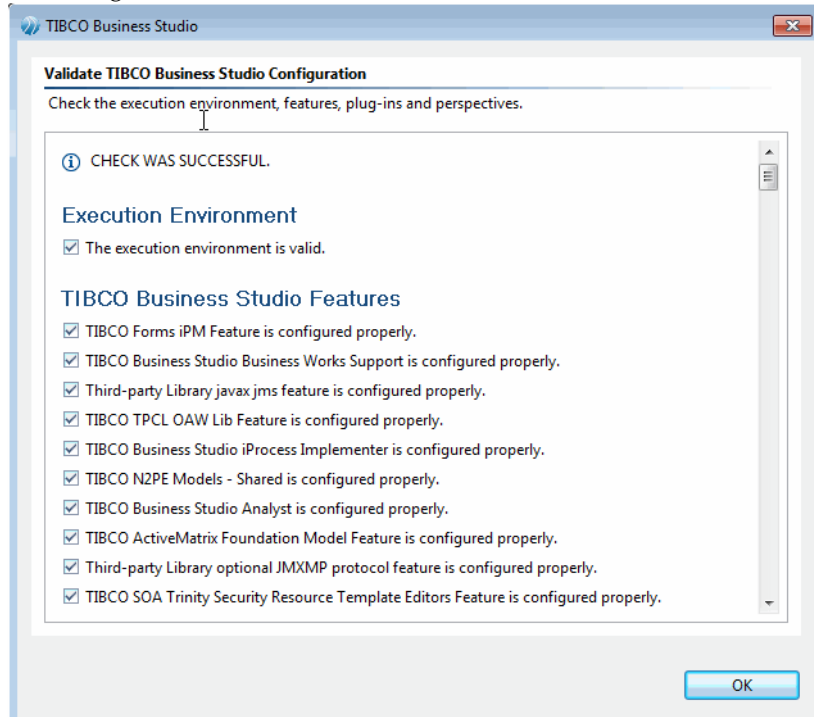 TIBCO Business Studio
Validate TIBCO Business Studio Configuration
Check the execution environment, features, plug-ins and perspectives.
CHECK WAS SUCCESSFUL.
Execution Environment
The execution environment is valid.
TIBCO Business Studio Features
TIBCO Forms iPM Feature is configured properly.
TIBCO Business Studio Business Works Support is configured properly.
Third-party Library javax jms feature is configured properly.
TIBCO TPCL OAW Lib Feature is configured properly.
TIBCO Business Studio iProcess Implementer is configured properly.
TIBCO N2PE Models - Shared is configured properly.
TIBCO Business Studio Analyst is configured properly.
TIBCO ActiveMatrix Foundation Model Feature is configured properly.
Third-party Library optional JMXMP protocol feature is configured properly.
TIBCO SOA Trinity Security Resource Template Editors Feature is configured properly.
OK